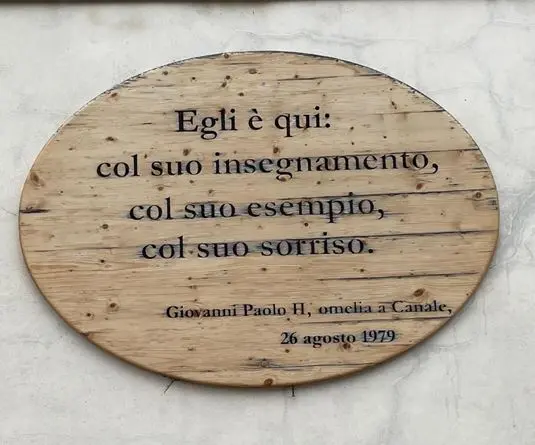 Egli è qui:
col suo insegnamento,
col suo esempio,
col suo sorriso.
Giovanni Paolo II, omelia a Canale,
26 agosto 1979